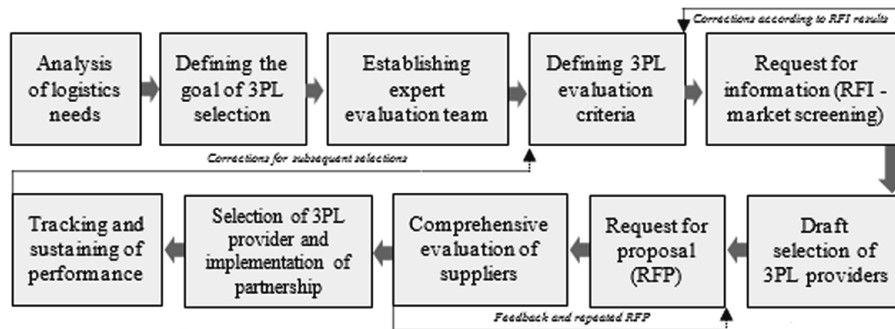 Corrections according to RFI results
Analysis
of logistics
needs
Defining the
goal of 3PL
selection
Establishing
expert
evaluation team
Defining 3PL
evaluation
criteria
Request for
information (RFI -
market screening)
Corrections for subsequent selections
Tracking and
sustaining of
performance
Selection of 3PL
provider and
implementation of
partnership
Comprehensive
evaluation of
suppliers
Request for
proposal
(RFP)
Draft
selection of
3PL providers
Feedback and repeated RFP